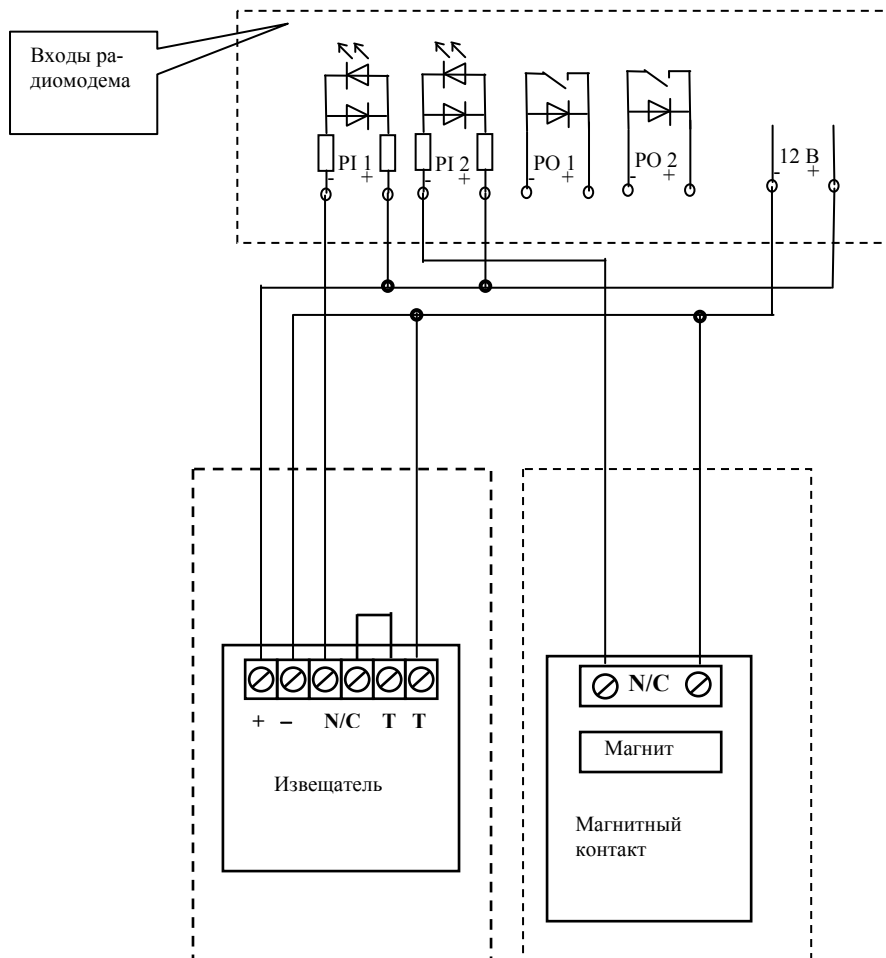 Входы ра-
диомодема
PI 1
- +
PI 2
- +
PO 1
- +
PO 2
- +
12 В
- +
+ – N/C T T
Извещатель
N/C
Магнит
Магнитный
контакт